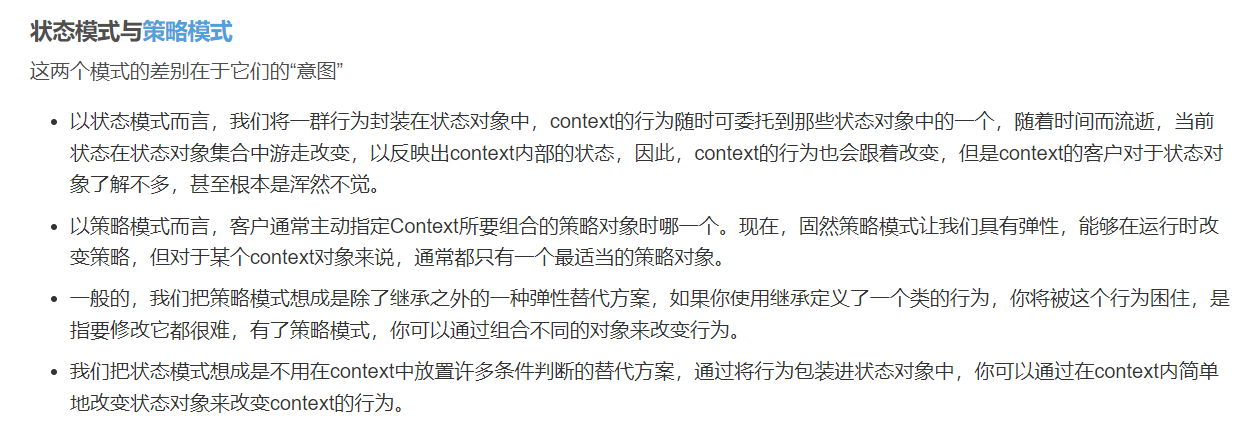 状态模式与策略模式
这两个模式的差别在于它们的“意图”
以状态模式而言，我们将一群行为封装在状态对象中，context的行为随时可委托到那些状态对象中的一个，随着时间而流逝，当前
状态在状态对象集合中游走改变，以反映出context内部的状态，因此，context的行为也会跟着改变，但是context的客户对于状态对
象了解不多，甚至根本是浑然不觉。
以策略模式而言，客户通常主动指定Context所要组合的策略对象时哪一个。现在，固然策略模式让我们具有弹性，能够在运行时改
变策略，但对于某个context对象来说，通常都只有一个最适当的策略对象。
一般的，我们把策略模式想成是除了继承之外的一种弹性替代方案，如果你使用继承定义了一个类的行为，你将被这个行为困住，是
指要修改它都很难，有了策略模式，你可以通过组合不同的对象来改变行为。
我们把状态模式想成是不用在context中放置许多条件判断的替代方案，通过将行为包装进状态对象中，你可以通过在context内简单
地改变状态对象来改变context的行为。